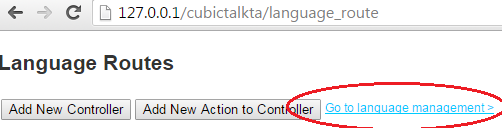 127.0.0.1/cubictalkta/language_route
Language Routes
Add New Controller Add New Action to Controller Go to language management >